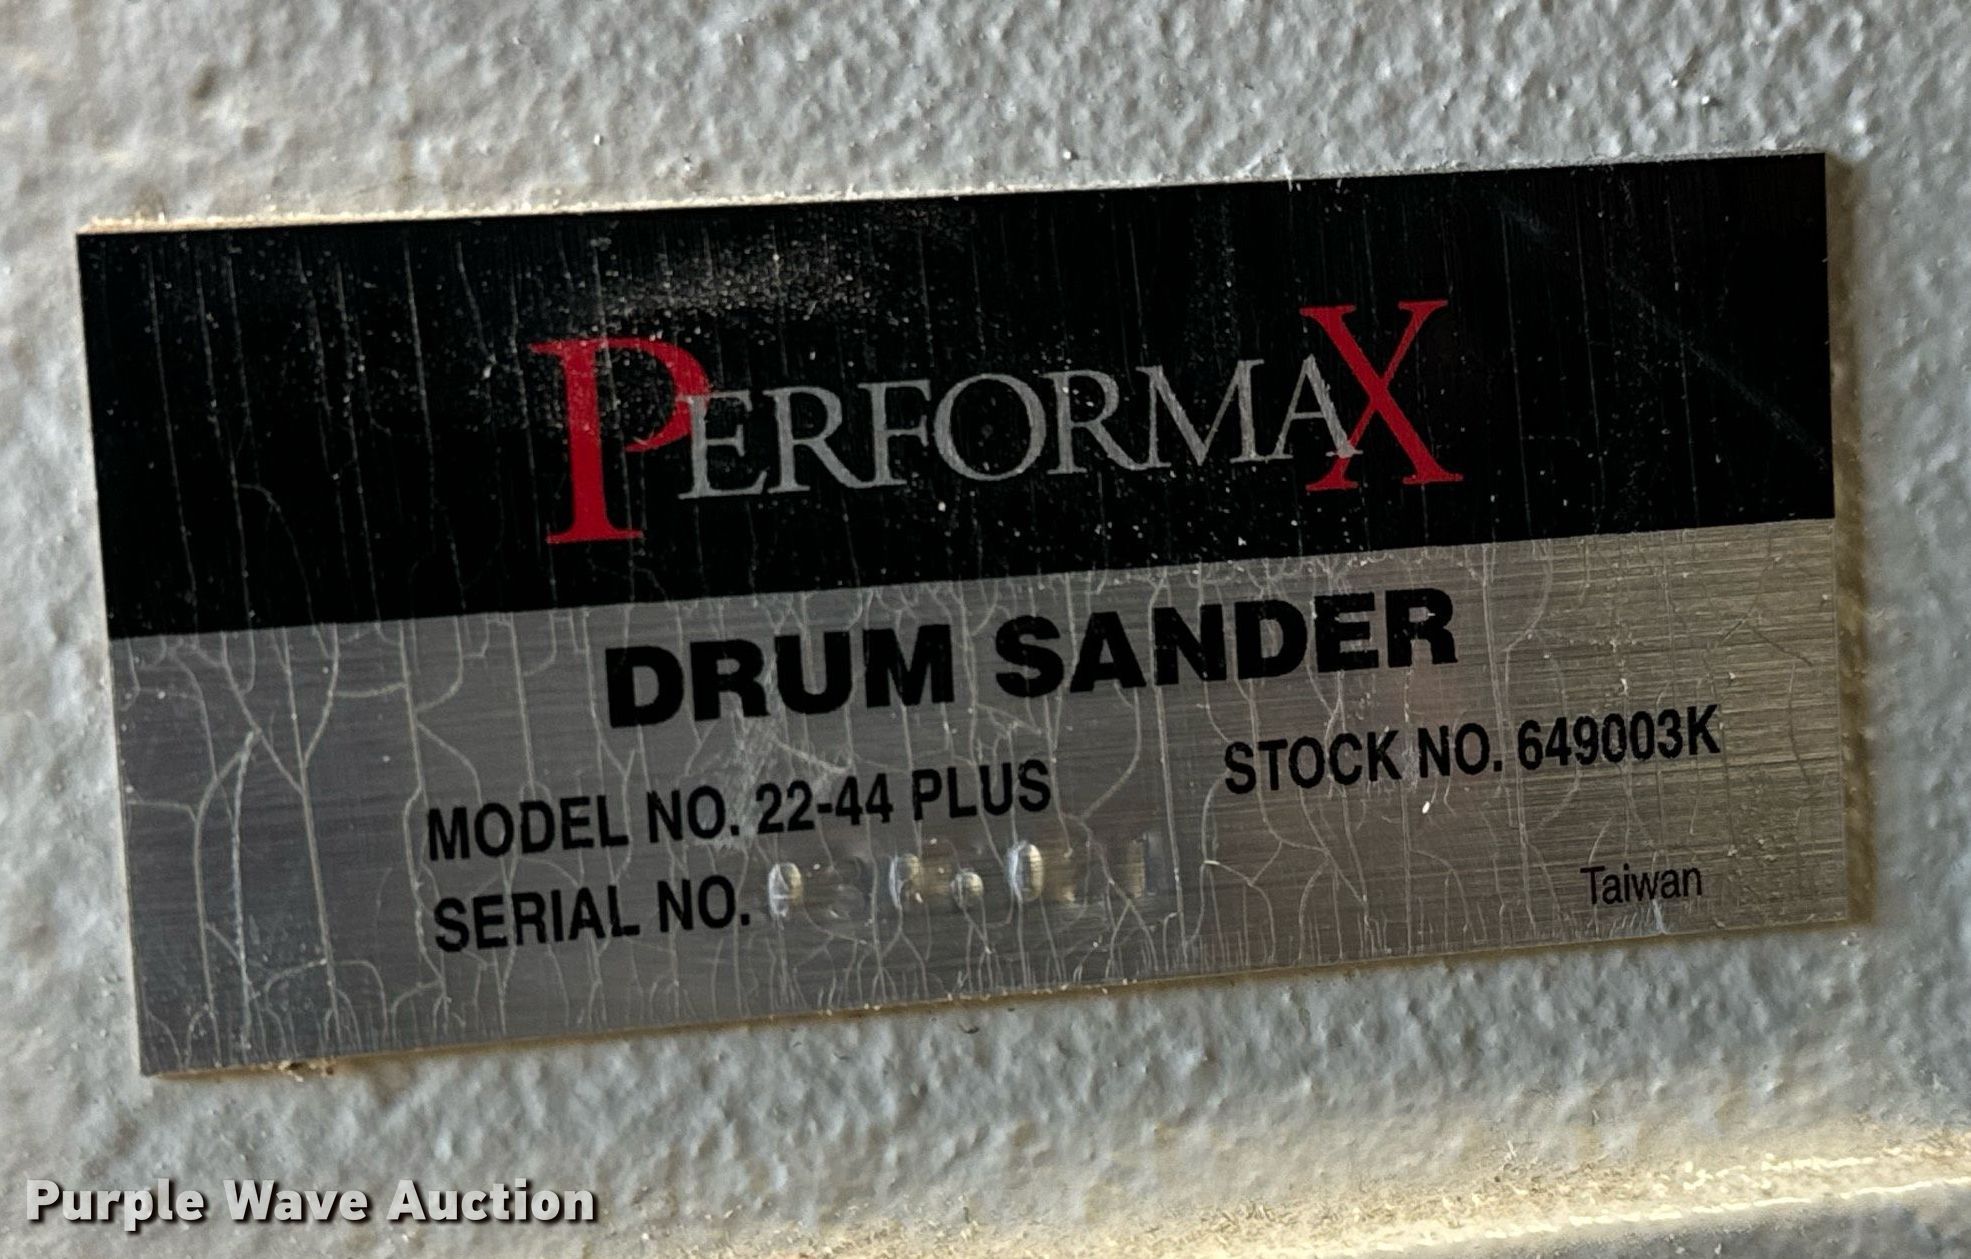 PERFORMAX
DRUM SANDER
MODEL NO. 22-44 PLUS
STOCK NO. 649003K
SERIAL NO.
Taiwan
Purple Wave Auction